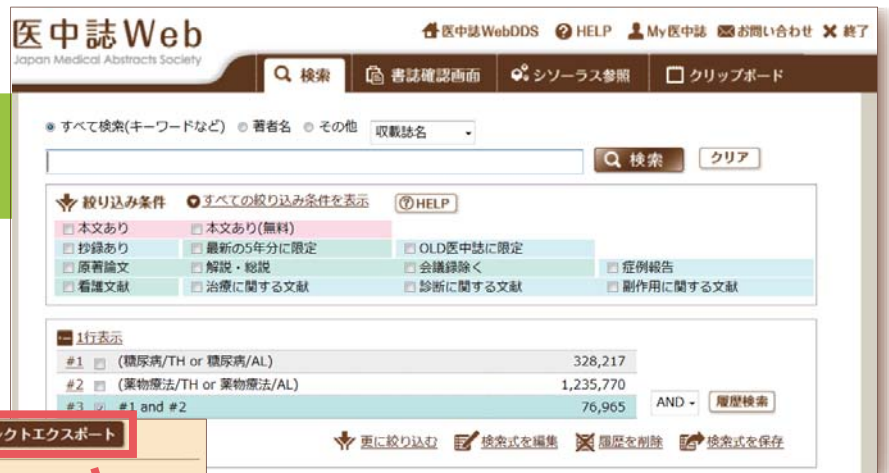 医中誌Web
Japan Medical Abstracts Society
医中誌WebDDS HELP My医中誌 お問い合わせ 終了
検索 書誌確認画面 シソーラス参照 クリップボード
すべて検索(キーワードなど) 著者名 その他 収載誌名
検索 クリア
絞り込み条件 すべての絞り込み条件を表示 HELP
本文あり 本文あり(無料)
抄録あり 最新の5年分に限定 OLD医中誌に限定
原著論文 解説・総説 会議録除く 症例報告
看護文献 治療に関する文献 診断に関する文献 副作用に関する文献
1行表示
#1 (糖尿病/TH or 糖尿病/AL) 328,217
#2 (薬物療法/TH or 薬物療法/AL) 1,235,770
#3 #1 and #2 76,965 AND 履歴検索
更に絞り込む 検索式を編集 履歴を削除 検索式を保存
クトエクスポート